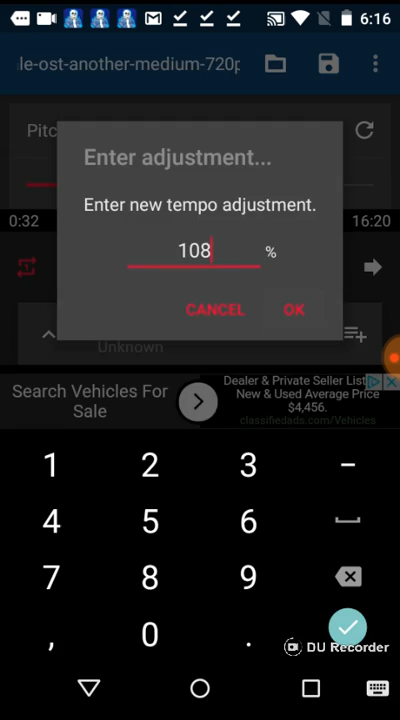 6:16
le-ost-another-medium-720p
Pitc
Enter adjustment...
Enter new tempo adjustment.
108 %
0:32 16:20
CANCEL OK
Unknown
Search Vehicles For
Sale
Dealer & Private Seller List
New & Used Average Price
$4,456.
classifiedads.com/Vehicles
1 2 3 -
4 5 6
7 8 9
, 0 .
DU Recorder